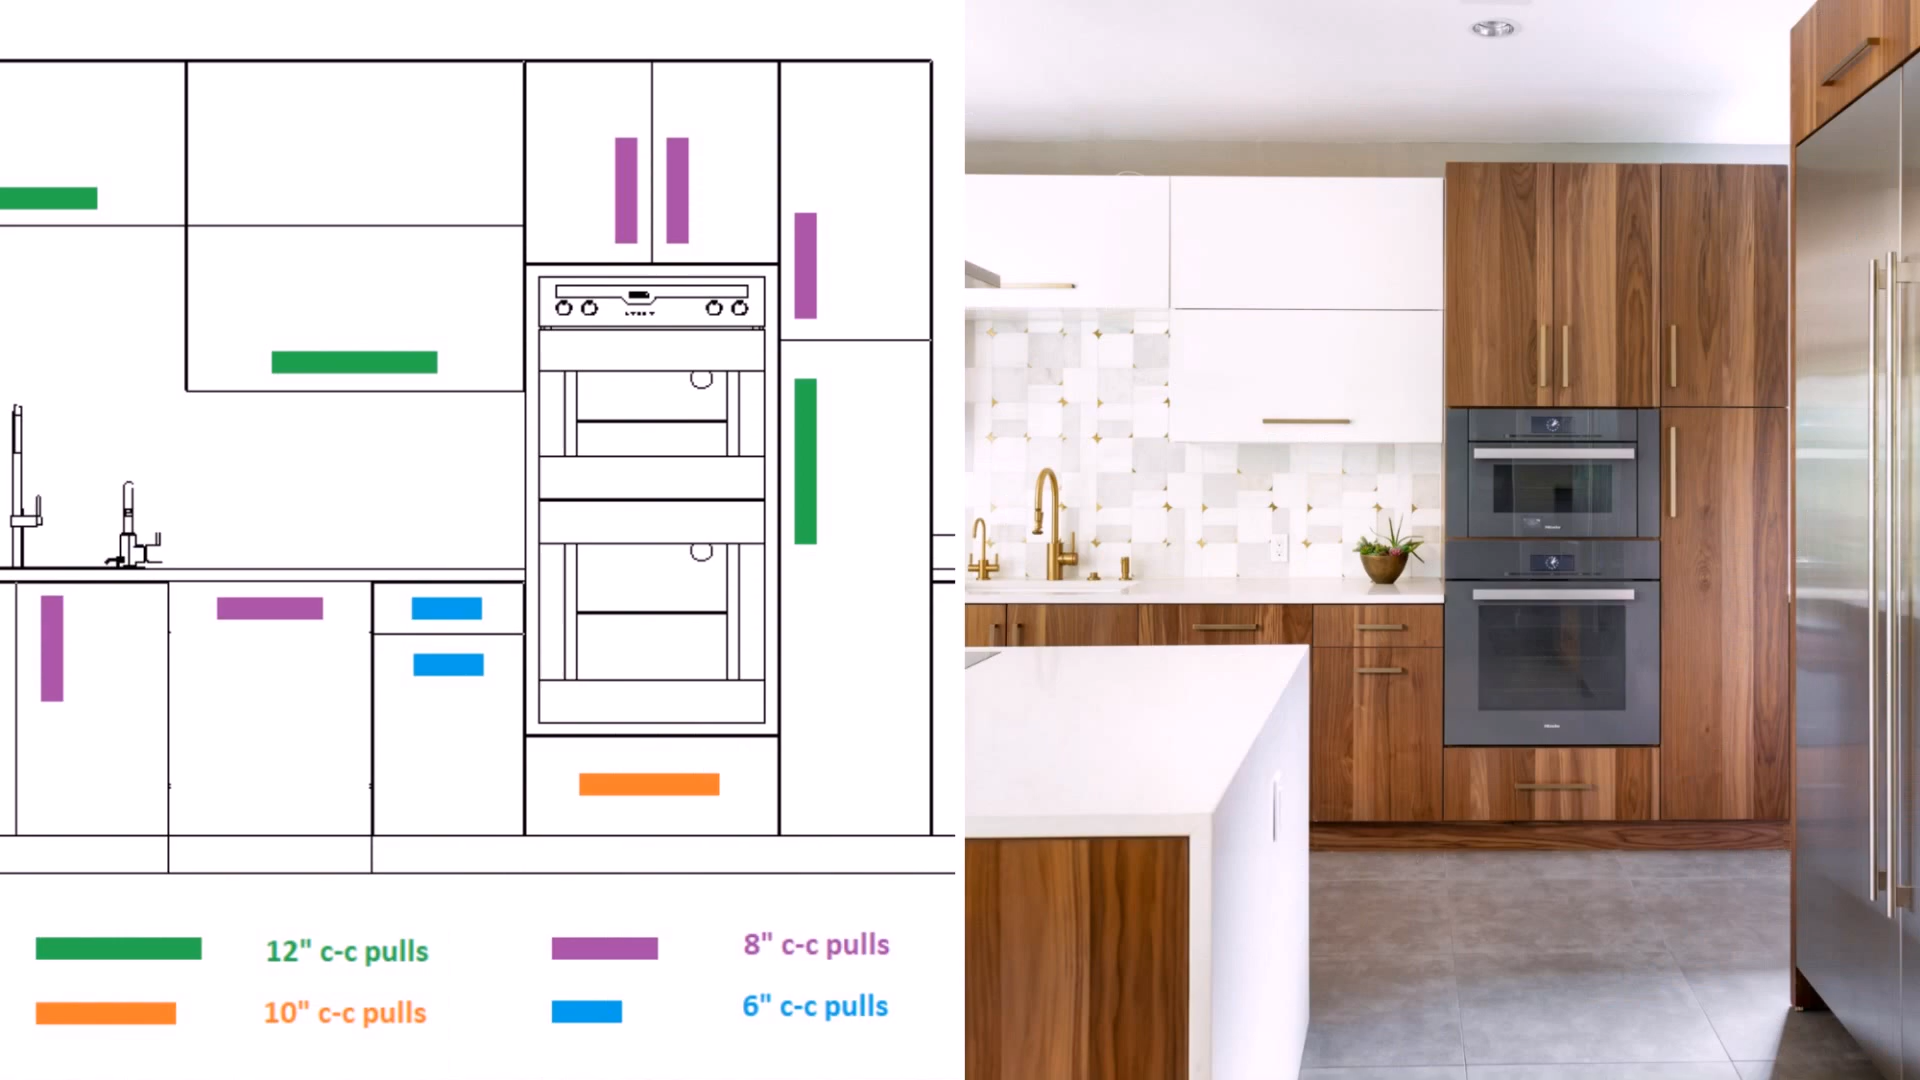 12" c-c pulls
8" c-c pulls
10" c-c pulls
6" c-c pulls